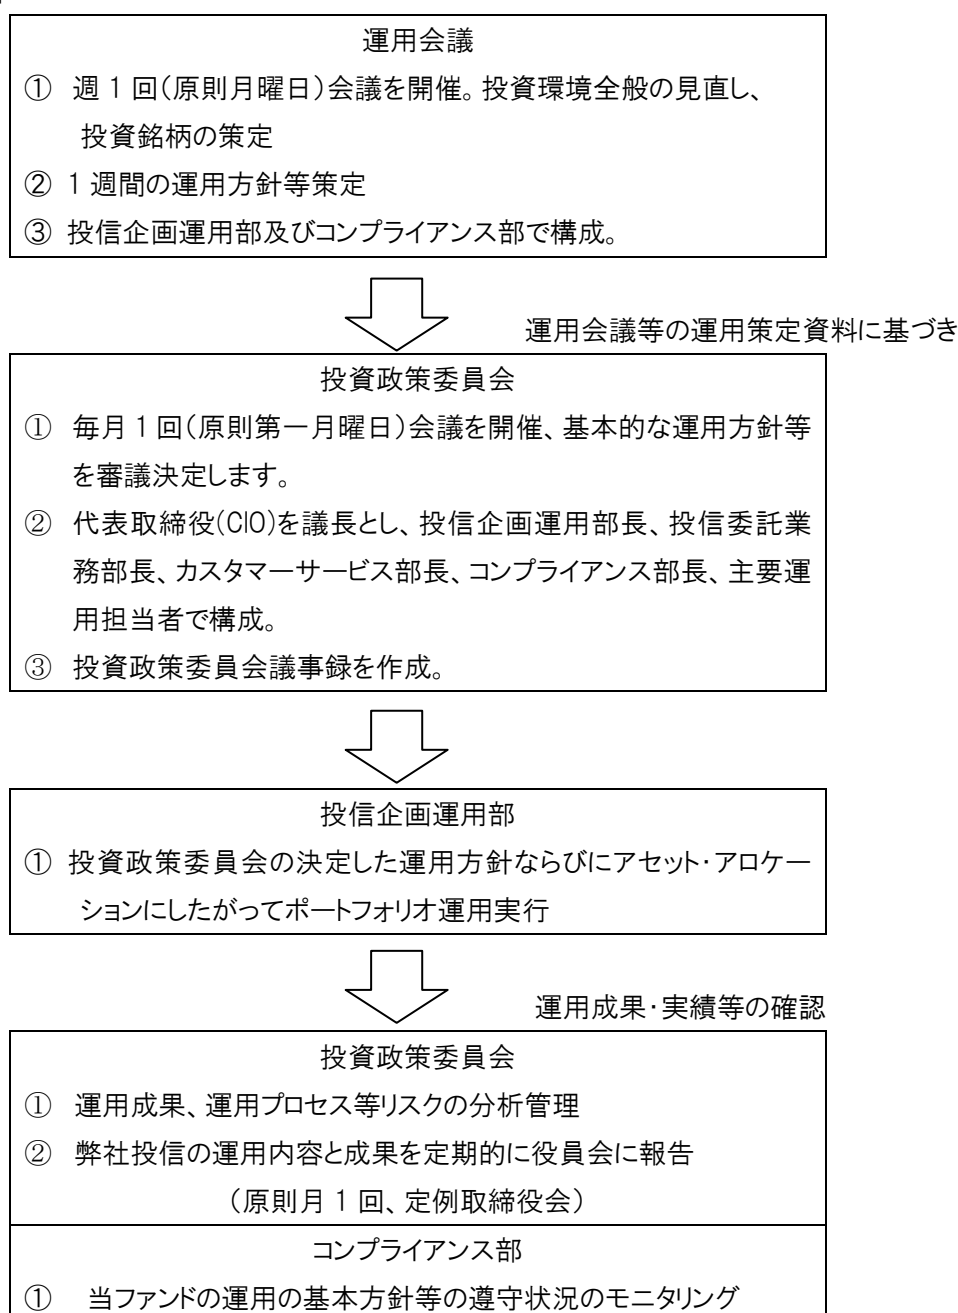 運用会議
① 週1回(原則月曜日)会議を開催。投資環境全般の見直し、
投資銘柄の策定
② 1週間の運用方針等策定
③ 投信企画運用部及びコンプライアンス部で構成。
運用会議等の運用策定資料に基づき
投資政策委員会
① 毎月1回(原則第一月曜日)会議を開催、基本的な運用方針等
を審議決定します。
② 代表取締役(CIO)を議長とし、投信企画運用部長、投信委託業
務部長、カスタマーサービス部長、コンプライアンス部長、主要運
用担当者で構成。
③ 投資政策委員会議事録を作成。
投信企画運用部
① 投資政策委員会の決定した運用方針ならびにアセット・アロケー
ションにしたがってポートフォリオ運用実行
運用成果・実績等の確認
投資政策委員会
① 運用成果、運用プロセス等リスクの分析管理
② 弊社投信の運用内容と成果を定期的に役員会に報告
(原則月1回、定例取締役会)
コンプライアンス部
① 当ファンドの運用の基本方針等の遵守状況のモニタリング